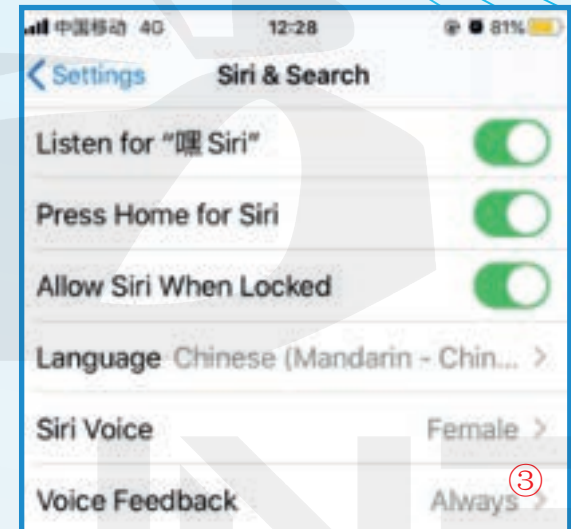 中国移动 4G 12:28 81%
Settings Siri & Search
Listen for “嘿 Siri”
Press Home for Siri
Allow Siri When Locked
Language Chinese (Mandarin - Chin...
Siri Voice Female
③
Voice Feedback Always